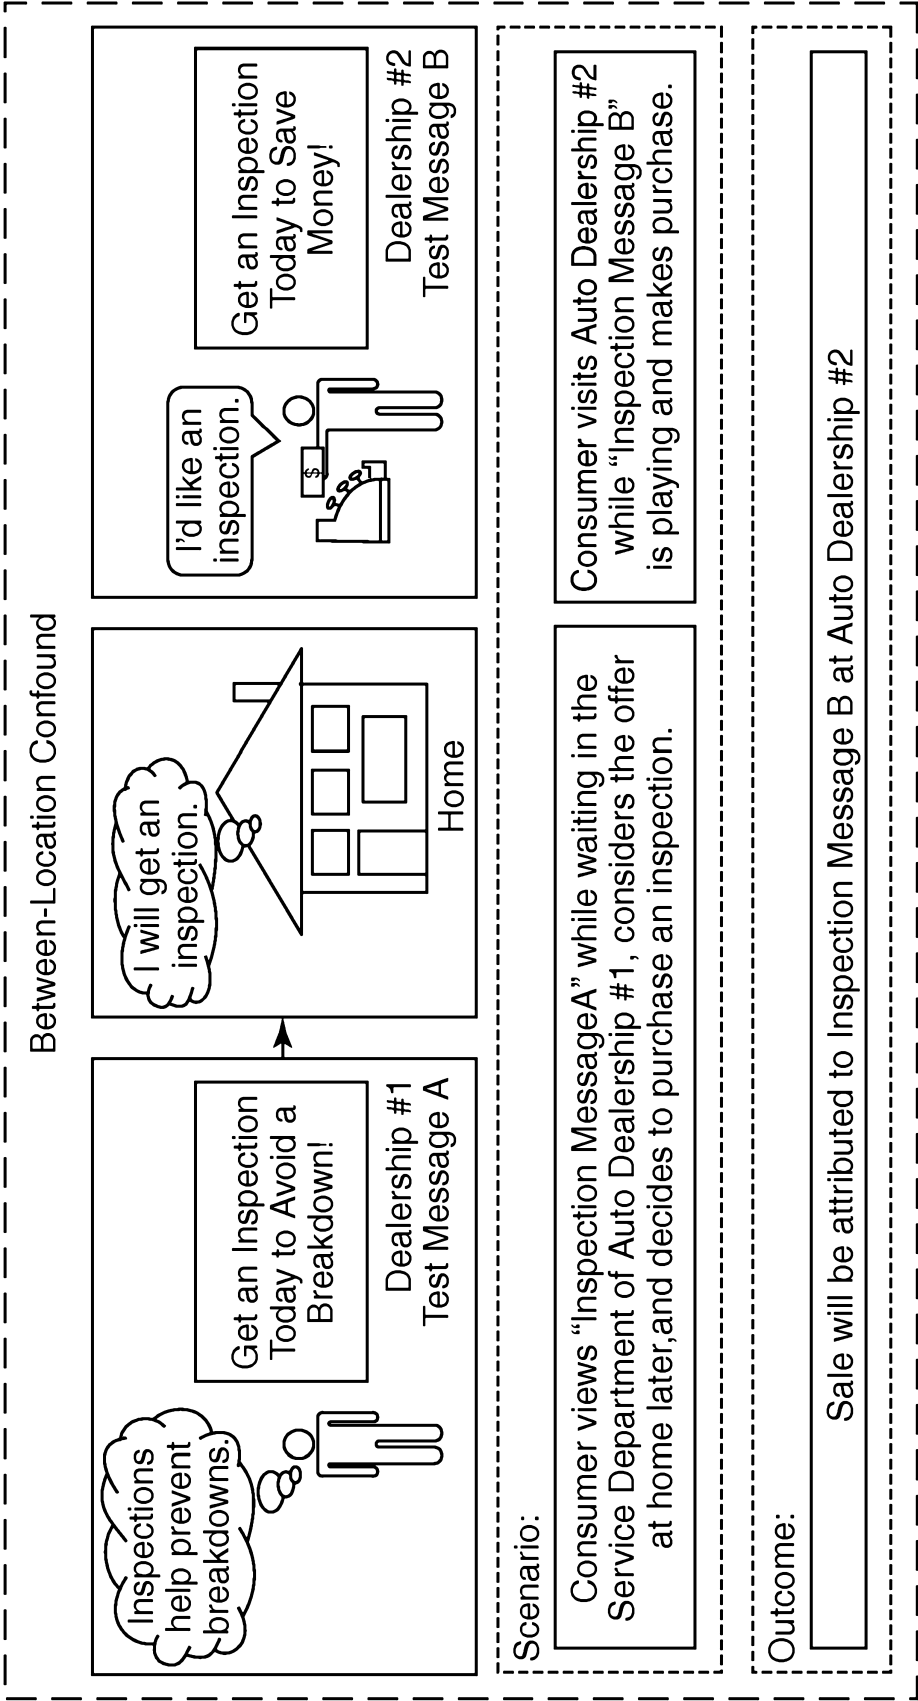 Between-Location Confound
Inspections
help prevent
breakdowns.
Get an Inspection
Today to Avoid a
Breakdown!
Dealership #1
Test Message A
I will get an
inspection.
Home
I'd like an
inspection.
$
Get an Inspection
Today to Save
Money!
Dealership #2
Test Message B
Scenario:
Consumer views “Inspection MessageA” while waiting in the
Service Department of Auto Dealership #1, considers the offer
at home later,and decides to purchase an inspection.
Consumer visits Auto Dealership #2
while “Inspection Message B”
is playing and makes purchase.
Outcome:
Sale will be attributed to Inspection Message B at Auto Dealership #2